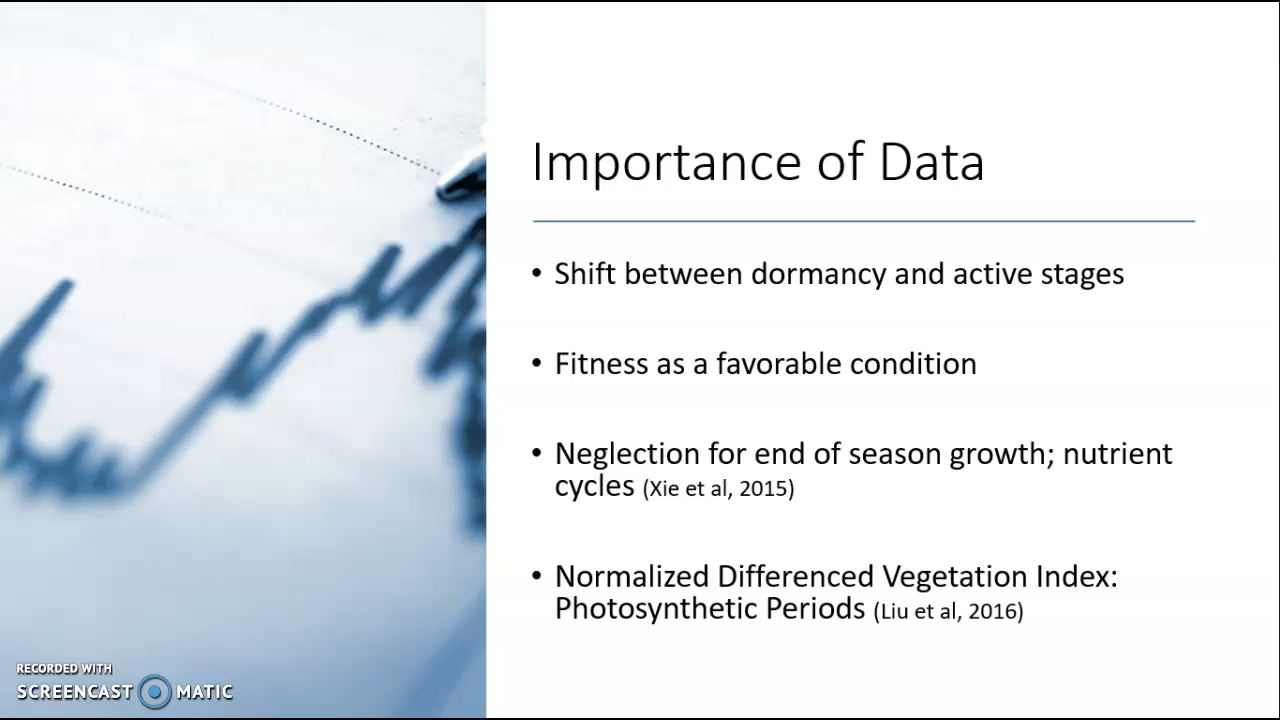 Importance of Data
• Shift between dormancy and active stages
• Fitness as a favorable condition
• Neglection for end of season growth; nutrient
cycles (Xie et al, 2015)
• Normalized Differenced Vegetation Index:
Photosynthetic Periods (Liu et al, 2016)
RECORDED WITH
SCREENCAST MATIC